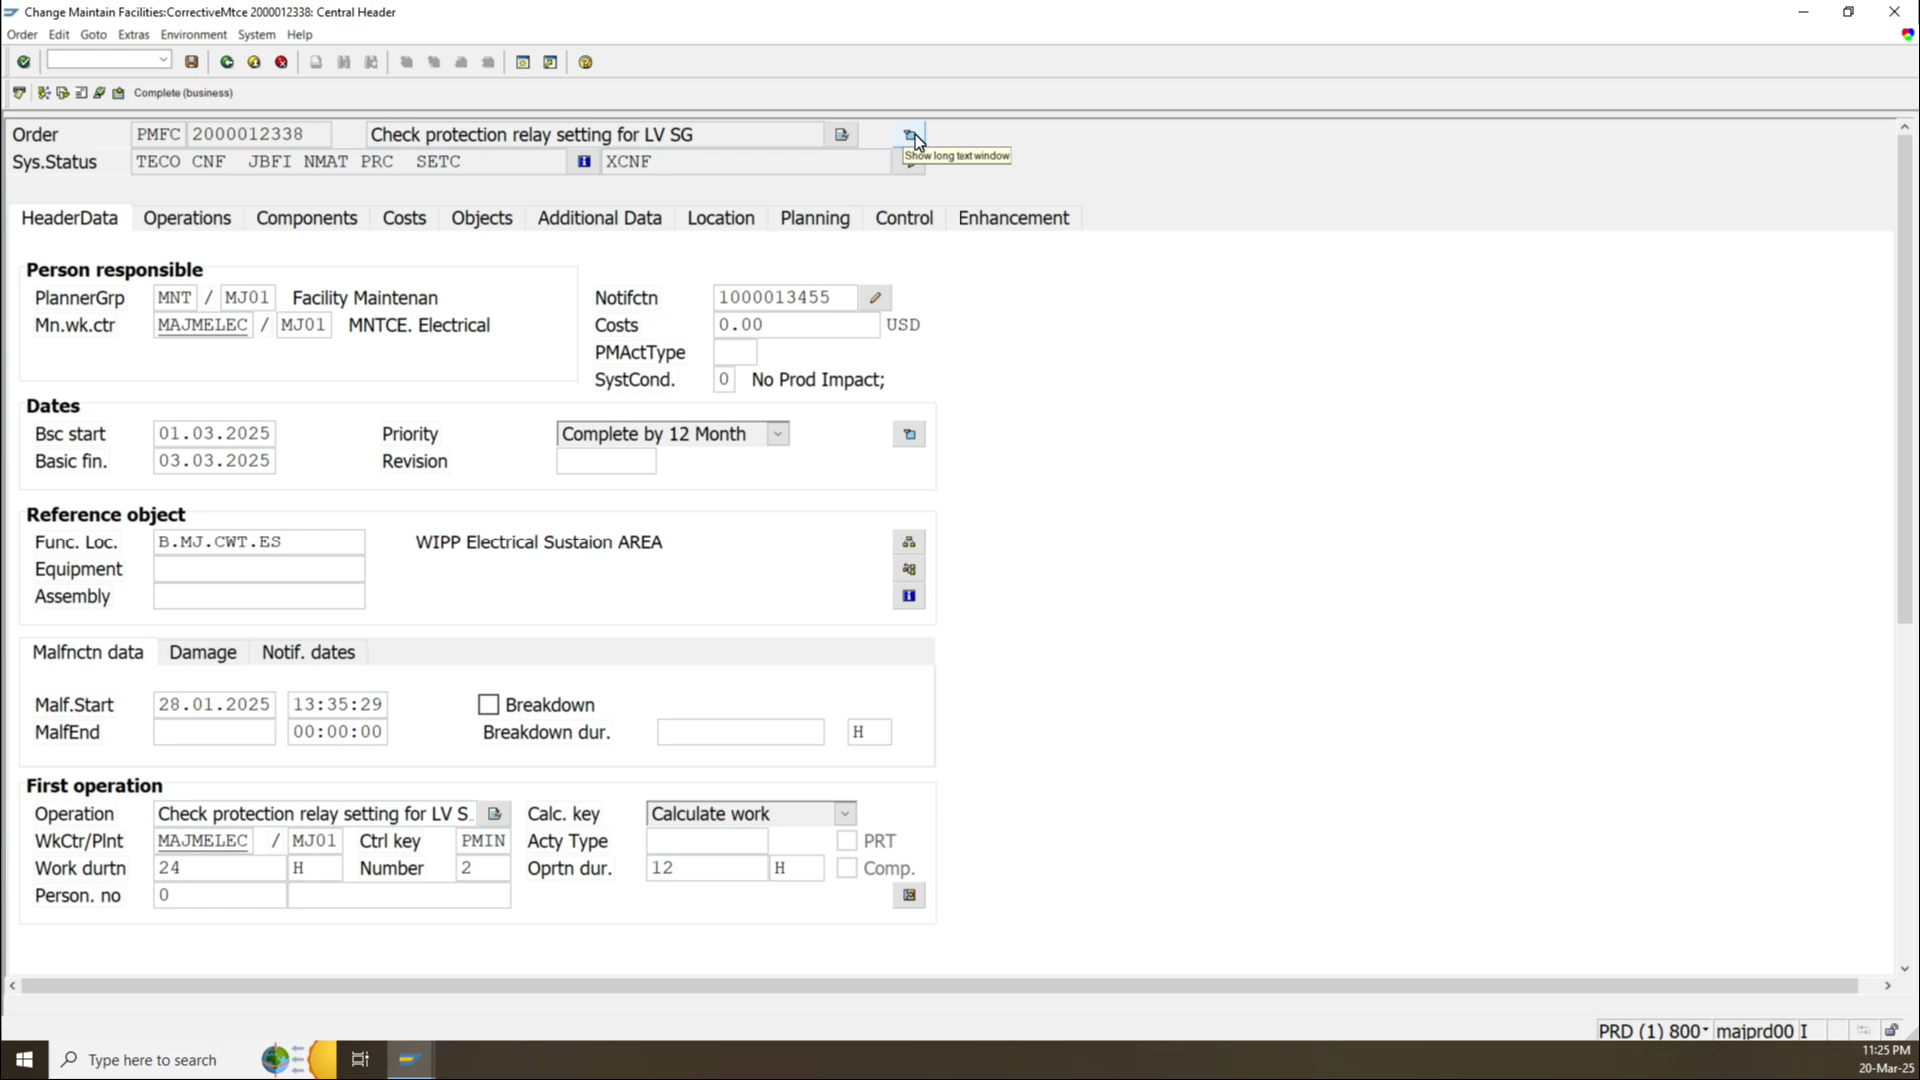 Change Maintain Facilities:CorrectiveMtce 2000012338: Central Header
Order Edit Goto Extras Environment System Help
Complete (business)
Order PMFC 2000012338 Check protection relay setting for LV SG
Show long text window
Sys.Status TECO CNF JBFI NMAT PRC SETC XCNF
HeaderData Operations Components Costs Objects Additional Data Location Planning Control Enhancement
Person responsible
PlannerGrp MNT / MJ01 Facility Maintenan Notifctn 1000013455
Mn.wk.ctr MAJMELEC / MJ01 MNTCE. Electrical Costs 0.00 USD
PMActType
SystCond. 0 No Prod Impact;
Dates
Bsc start 01.03.2025 Priority Complete by 12 Month
Basic fin. 03.03.2025 Revision
Reference object
Func. Loc. B.MJ.CWT.ES WIPP Electrical Sustaion AREA
Equipment
Assembly
Malfnctn data Damage Notif. dates
Malf.Start 28.01.2025 13:35:29 Breakdown
MalfEnd 00:00:00 Breakdown dur. H
First operation
Operation Check protection relay setting for LV S. Calc. key Calculate work
WkCtr/Plnt MAJMELEC / MJ01 Ctrl key PMIN Acty Type PRT
Work durtn 24 H Number 2 Oprtn dur. 12 H Comp.
Person. no 0
PRD (1) 800 majprd00 I
Type here to search
11:25 PM
20-Mar-25